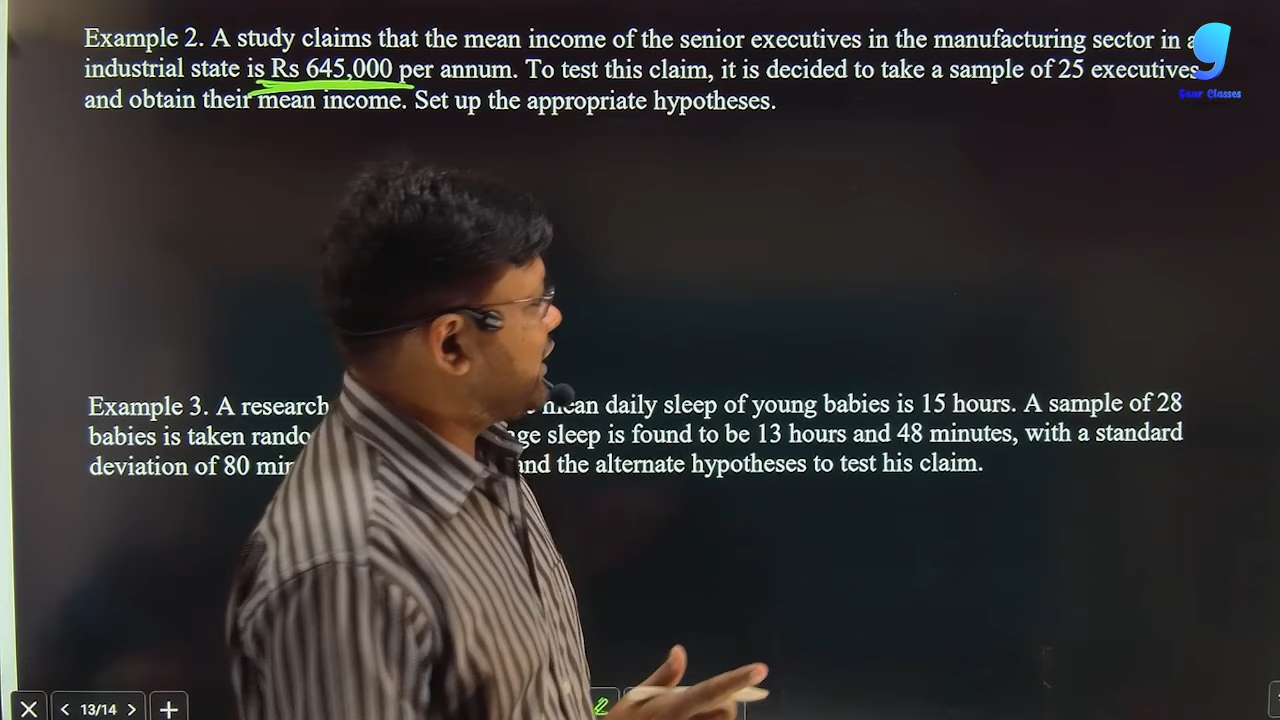 Example 2. A study claims that the mean income of the senior executives in the manufacturing sector in a
industrial state is Rs 645,000 per annum. To test this claim, it is decided to take a sample of 25 executives
and obtain their mean income. Set up the appropriate hypotheses.
Gaur Classes
Example 3. A research mean daily sleep of young babies is 15 hours. A sample of 28
babies is taken sleep is found to be 13 hours and 48 minutes, with a standard
deviation of 80 and the alternate hypotheses to test his claim.
13/14